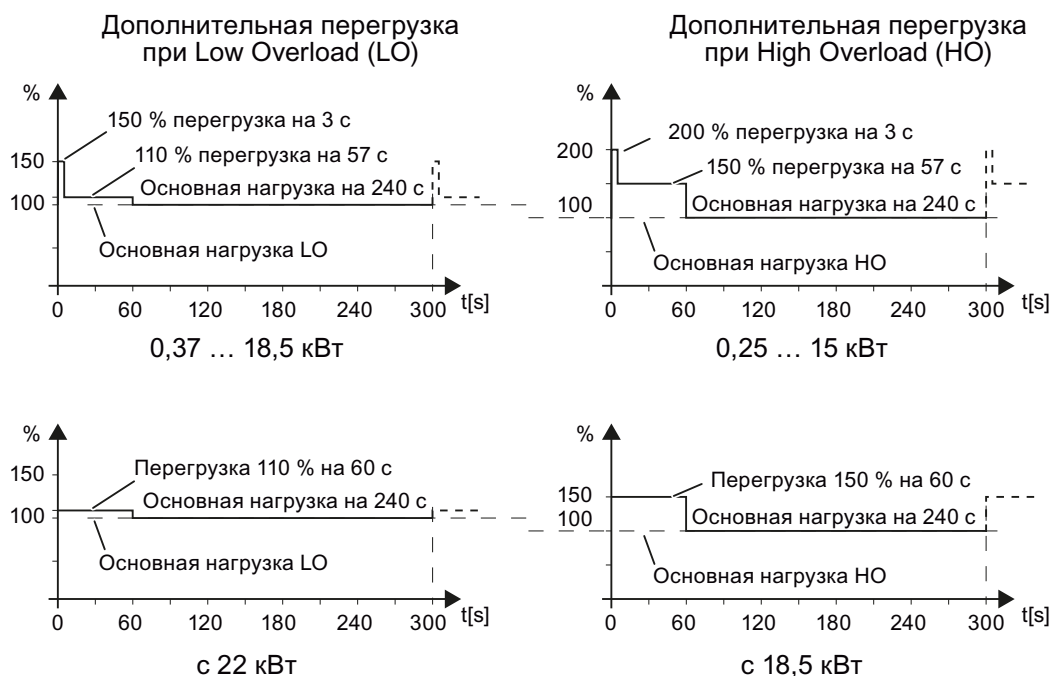 Дополнительная перегрузка
при Low Overload (LO)
%
150 % перегрузка на 3 с
150
110 % перегрузка на 57 с
Основная нагрузка на 240 с
100
Основная нагрузка LO
t[s]
0 60 120 180 240 300
0,37 … 18,5 кВт
Дополнительная перегрузка
при High Overload (HO)
%
200 % перегрузка на 3 с
200
150 % перегрузка на 57 с
Основная нагрузка на 240 с
100
Основная нагрузка HO
t[s]
0 60 120 180 240 300
0,25 … 15 кВт
%
150
Перегрузка 110 % на 60 с
Основная нагрузка на 240 с
100
Основная нагрузка LO
t[s]
0 60 120 180 240 300
с 22 кВт
%
Перегрузка 150 % на 60 с
150
Основная нагрузка на 240 с
100
Основная нагрузка HO
t[s]
0 60 120 180 240 300
с 18,5 кВт